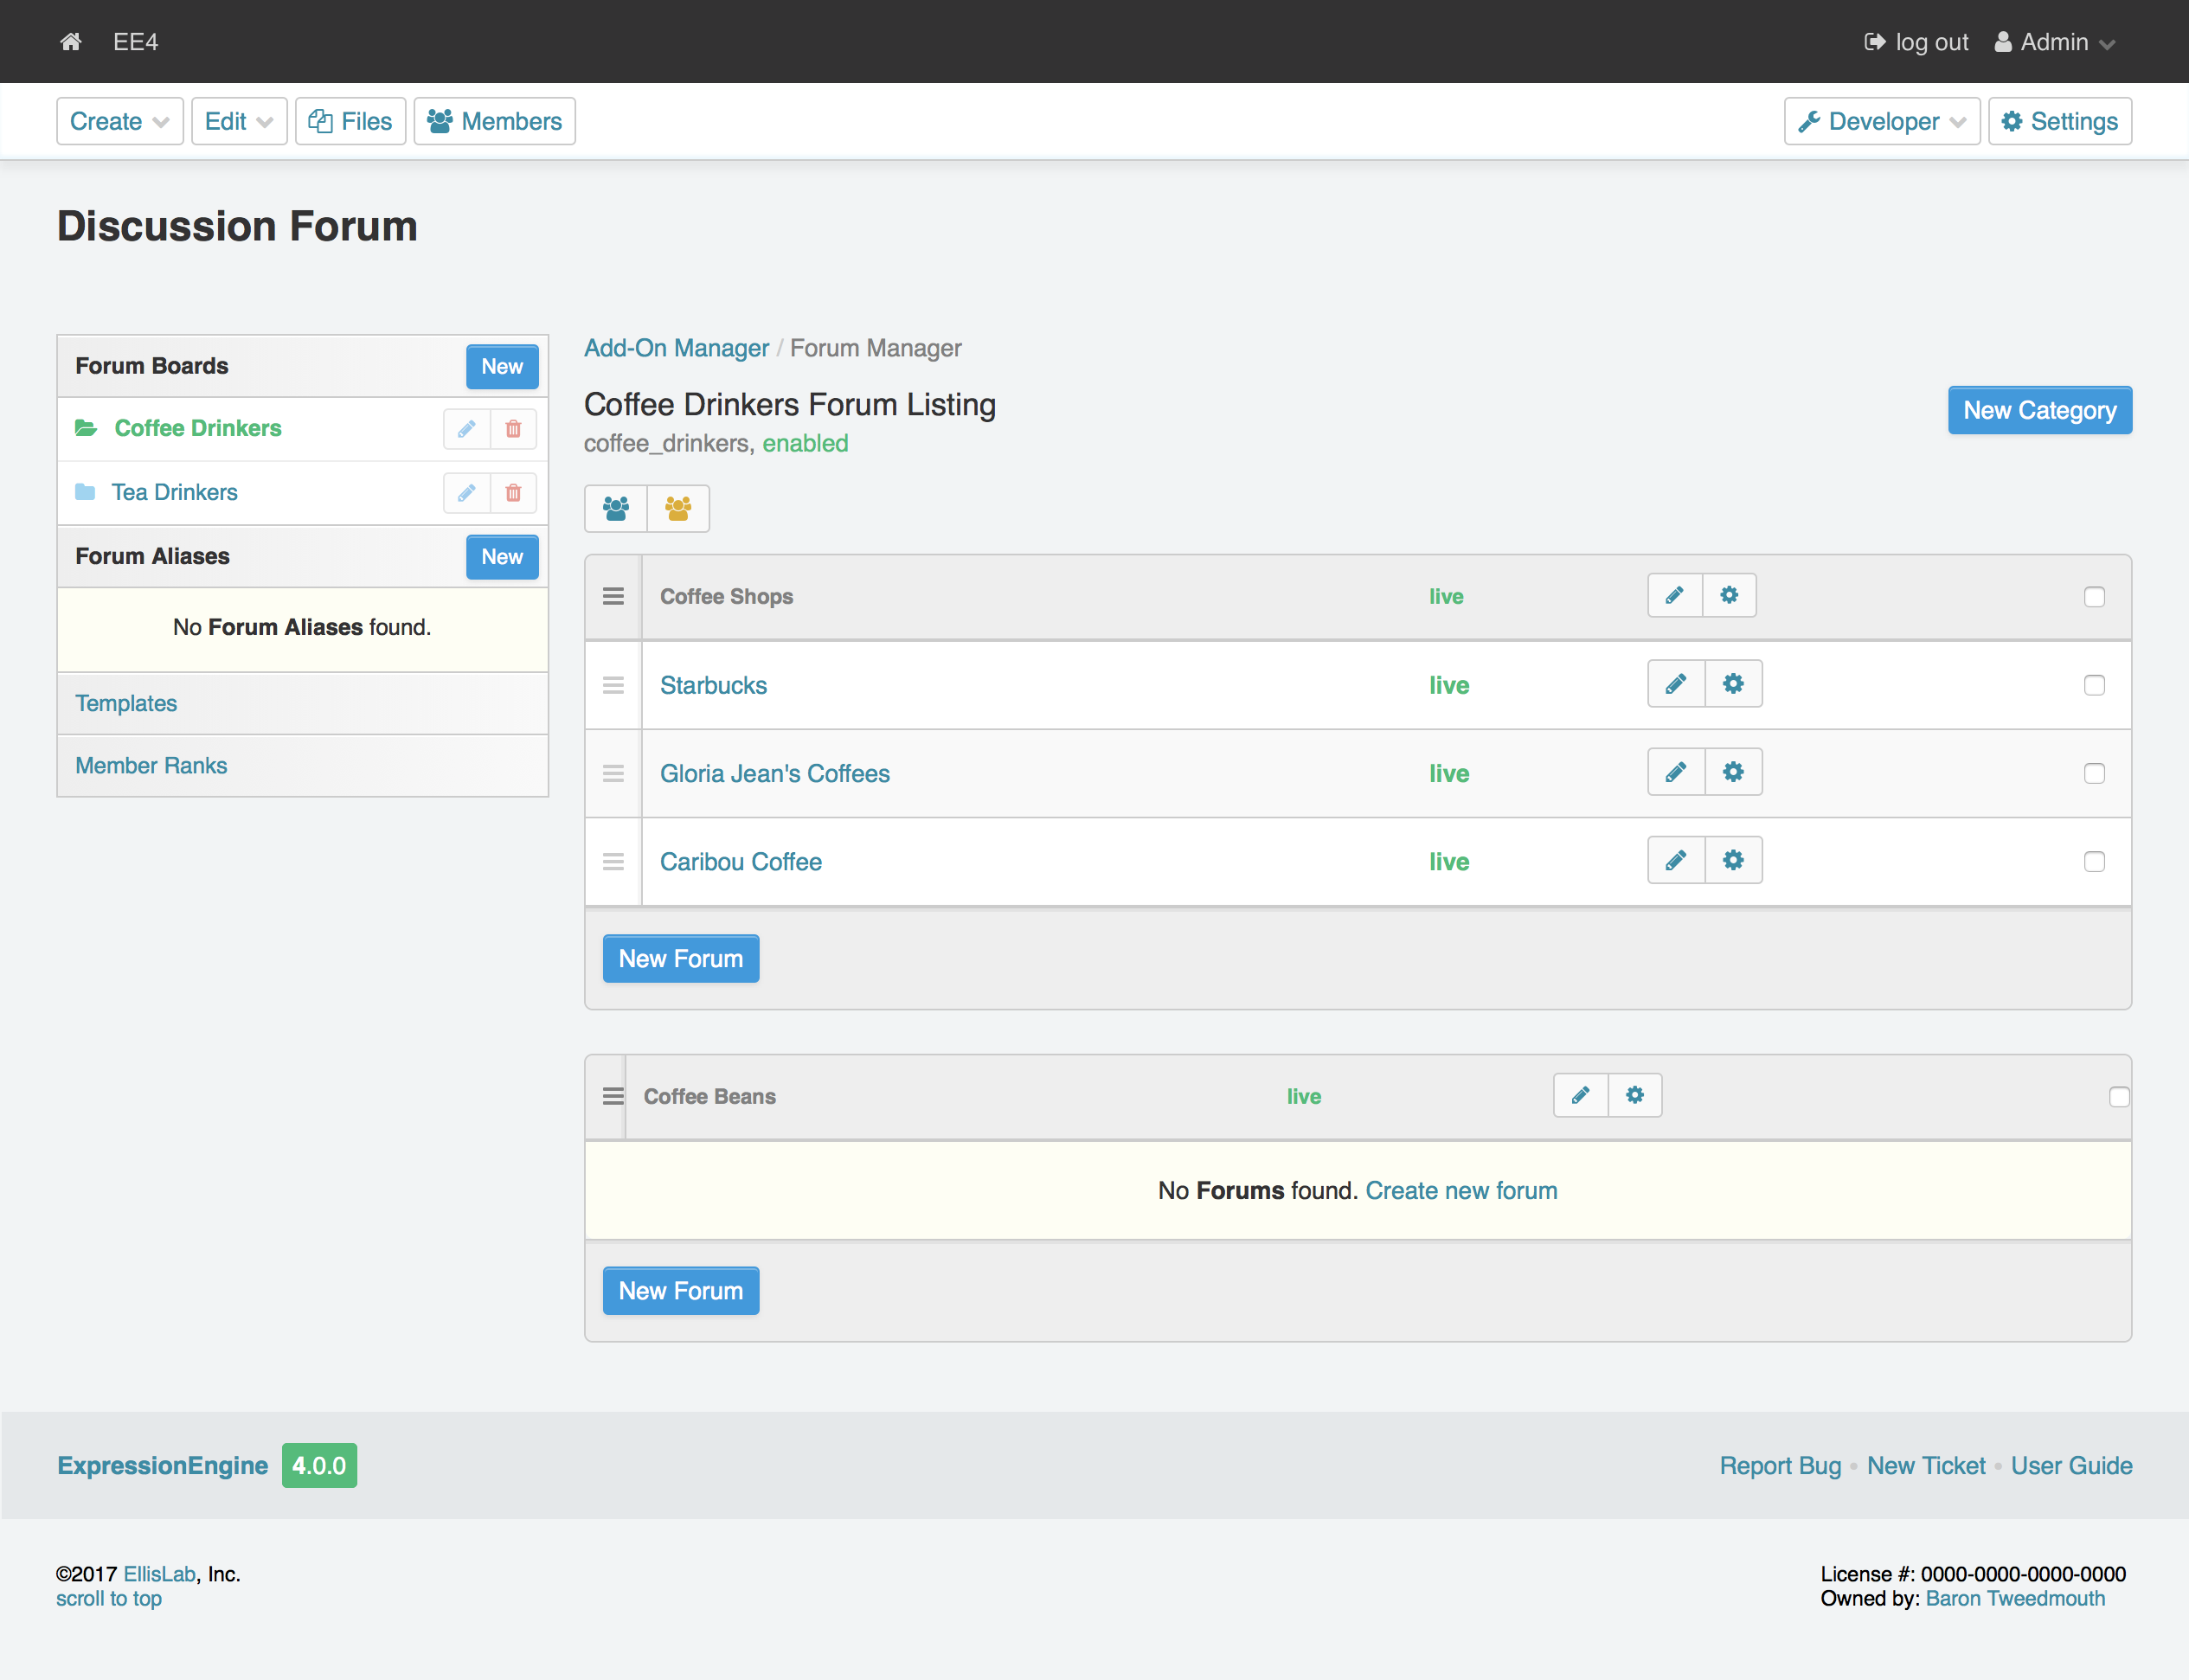 EE4
log out Admin
Create Edit Files Members
Developer Settings
Discussion Forum
Forum Boards New
Coffee Drinkers
Tea Drinkers
Forum Aliases New
No Forum Aliases found.
Templates
Member Ranks
Add-On Manager / Forum Manager
Coffee Drinkers Forum Listing
coffee_drinkers, enabled
New Category
Coffee Shops live
Starbucks live
Gloria Jean's Coffees live
Caribou Coffee live
New Forum
Coffee Beans live
No Forums found. Create new forum
New Forum
ExpressionEngine 4.0.0
Report Bug • New Ticket • User Guide
©2017 EllisLab, Inc.
scroll to top
License #: 0000-0000-0000-0000
Owned by: Baron Tweedmouth